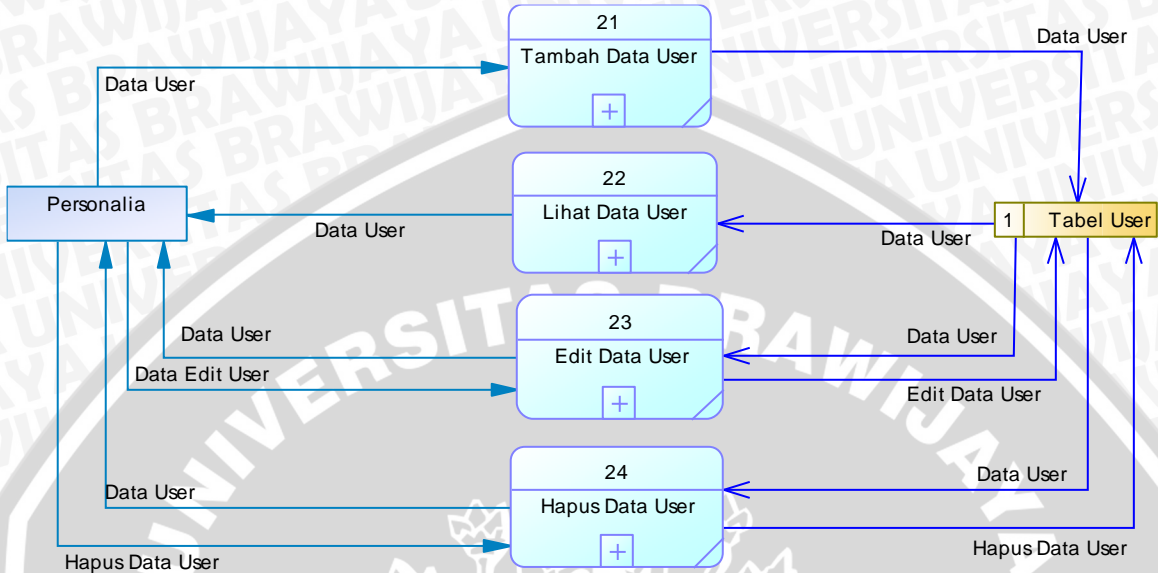 21
Tambah Data User
Data User
Data User
22
Lihat Data User
Personalia
Data User
Data User
1 Tabel User
23
Edit Data User
Data User
Data Edit User
Data User
Edit Data User
24
Hapus Data User
Data User
Hapus Data User
Data User
Hapus Data User
UNIVERSITAS BRAWIJAYA